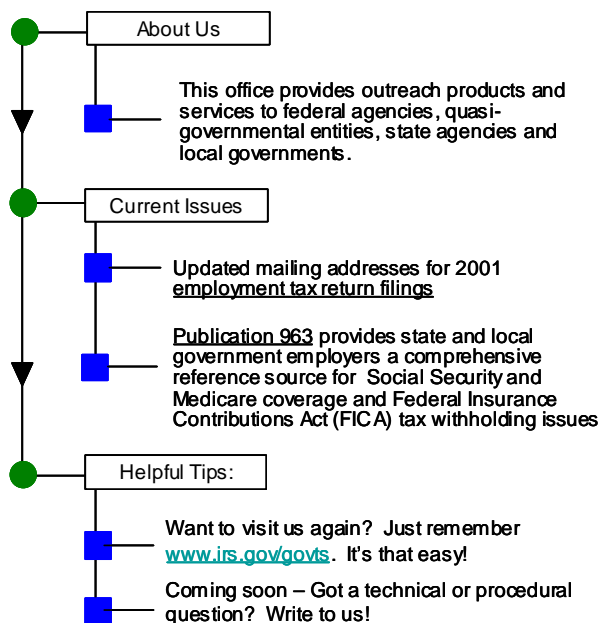 About Us
This office provides outreach products and
services to federal agencies, quasi-
governmental entities, state agencies and
local governments.
Current Issues
Updated mailing addresses for 2001
employment tax return filings
Publication 963 provides state and local
government employers a comprehensive
reference source for Social Security and
Medicare coverage and Federal Insurance
Contributions Act (FICA) tax withholding issues
Helpful Tips:
Want to visit us again? Just remember
www.irs.gov/govts. It's that easy!
Coming soon – Got a technical or procedural
question? Write to us!